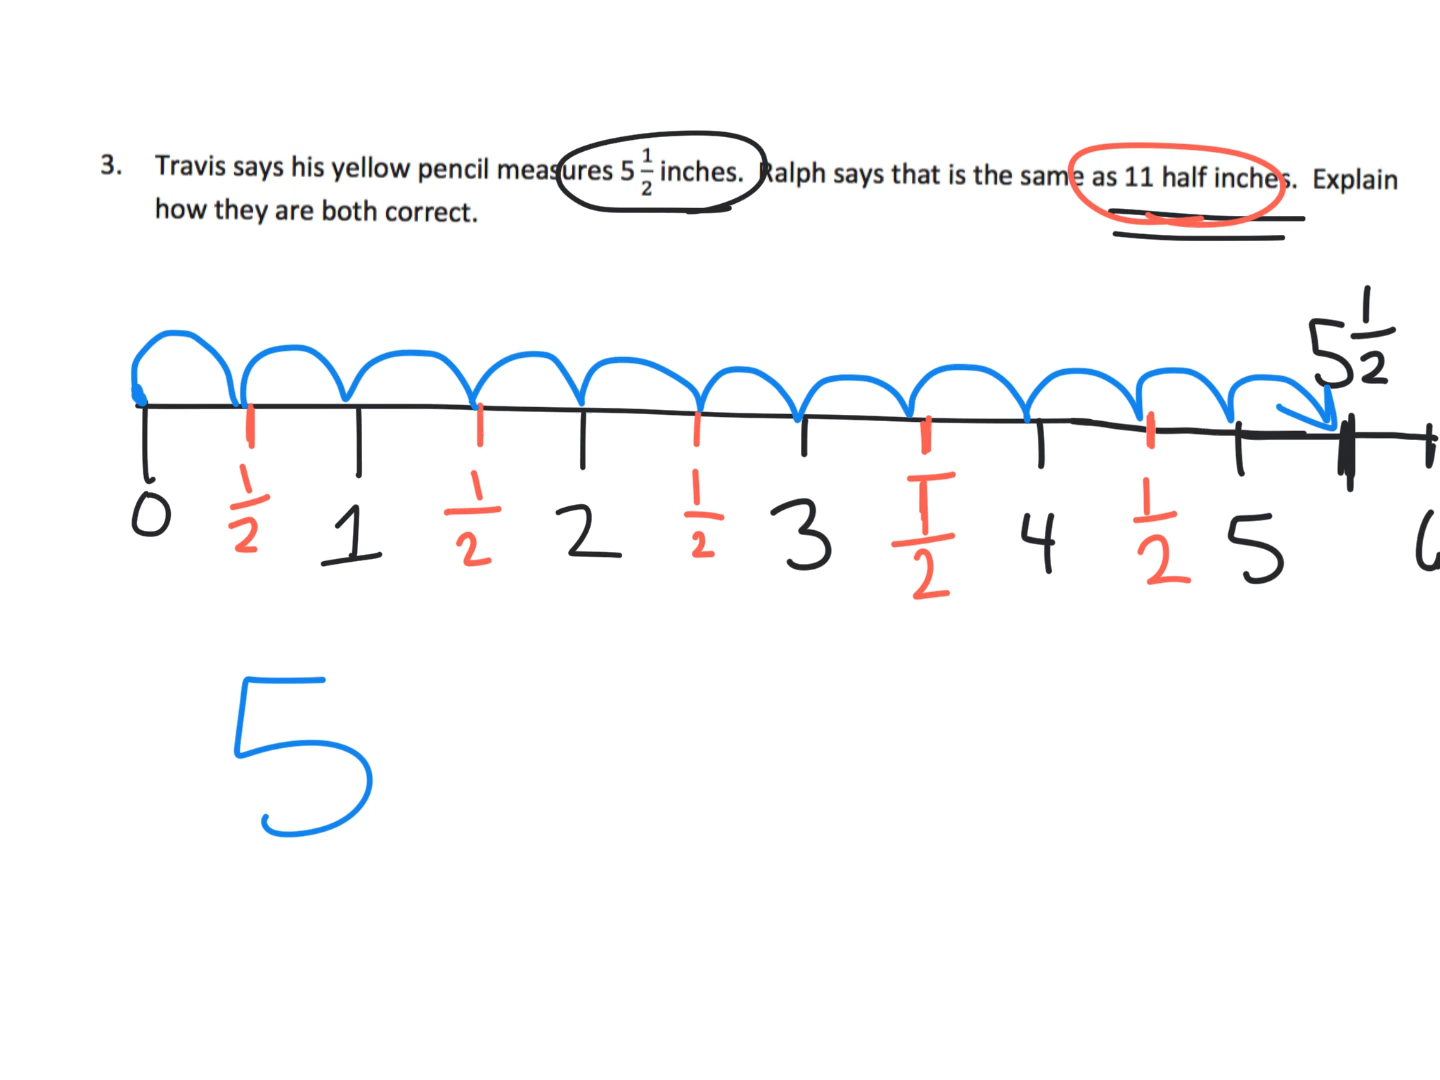 3. Travis says his yellow pencil measures 5 1/2 inches. Ralph says that is the same as 11 half inches. Explain
how they are both correct.
5 1/2
0 1/2 1 1/2 2 1/2 3 1/2 4 1/2 5 6
5